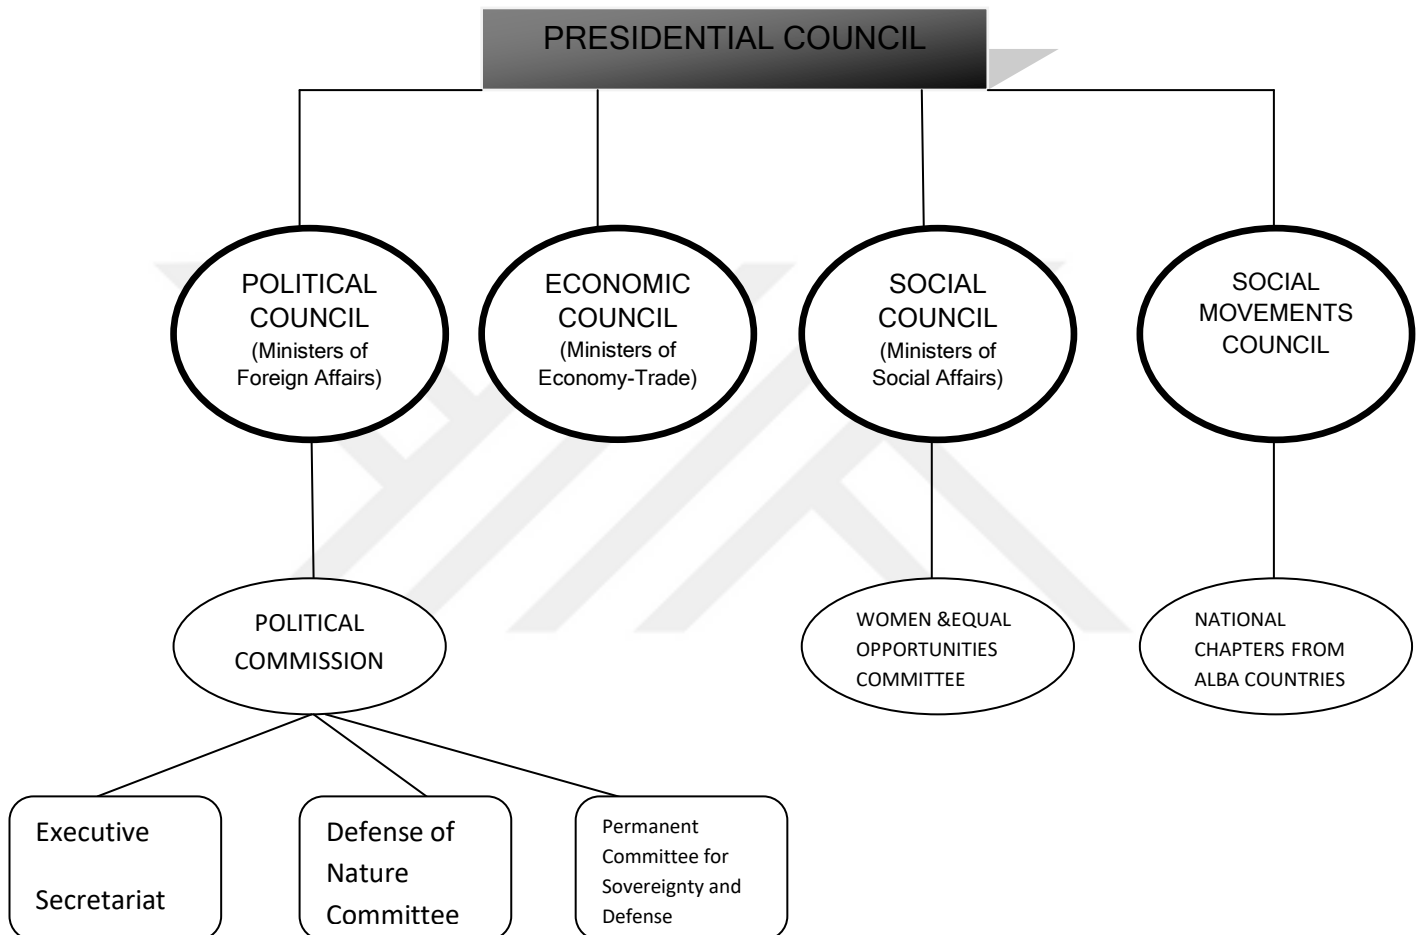 PRESIDENTIAL COUNCIL
POLITICAL
COUNCIL
(Ministers of
Foreign Affairs)
ECONOMIC
COUNCIL
(Ministers of
Economy-Trade)
SOCIAL
COUNCIL
(Ministers of
Social Affairs)
SOCIAL
MOVEMENTS
COUNCIL
POLITICAL
COMMISSION
WOMEN &EQUAL
OPPORTUNITIES
COMMITTEE
NATIONAL
CHAPTERS FROM
ALBA COUNTRIES
Executive
Secretariat
Defense of
Nature
Committee
Permanent
Committee for
Sovereignty and
Defense